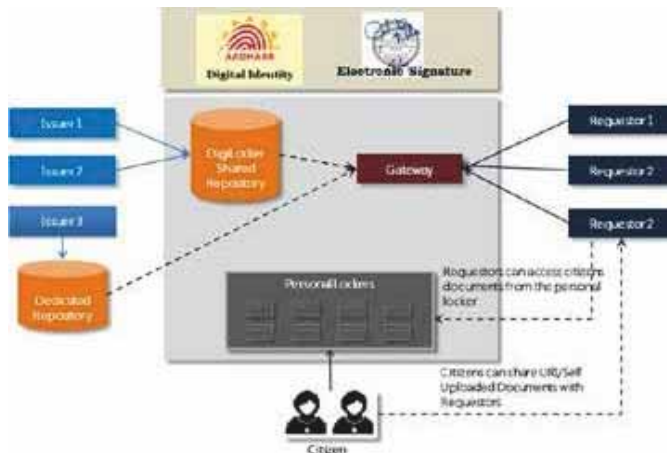 AADHAAR
Digital Identity
Electronic Signature
Issuer 1
Issuer 2
Issuer 3
DigiLocker
Shared
Repository
Gateway
Requestor 1
Requestor 2
Requestor 2
Dedicated
Repository
Personal Lockers
Requestors can access citizens
documents from the personal
locker
Citizens can share URI/Self
Uploaded Documents with
Requestors
Citizen